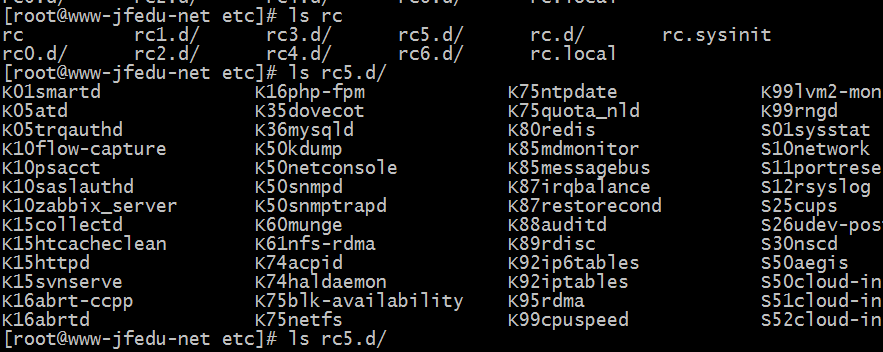 [root@www-jfedu-net etc]# ls rc
rc rc1.d/ rc3.d/ rc5.d/ rc.d/ rc.sysinit
rc0.d/ rc2.d/ rc4.d/ rc6.d/ rc.local
[root@www-jfedu-net etc]# ls rc5.d/
K01smartd K16php-fpm K75ntpdate K99lvm2-mon
K05atd K35dovecot K75quota_nld K99rngd
K05trqauthd K36mysqld K80redis S01sysstat
K10flow-capture K50kdump K85mdmonitor S10network
K10psacct K50netconsole K85messagebus S11portrese
K10saslauthd K50snmpd K87irqbalance S12rsyslog
K10zabbix_server K50snmptrapd K87restorecond S25cups
K15collectd K60munge K88auditd S26udev-pos
K15htcacheclean K61nfs-rdma K89rdisc S30nscd
K15httpd K74acpid K92ip6tables S50aegis
K15svnserve K74haldaemon K92iptables S50cloud-in
K16abrt-ccpp K75blk-availability K95rdma S51cloud-in
K16abrtd K75netfs K99cpuspeed S52cloud-in
[root@www-jfedu-net etc]# ls rc5.d/